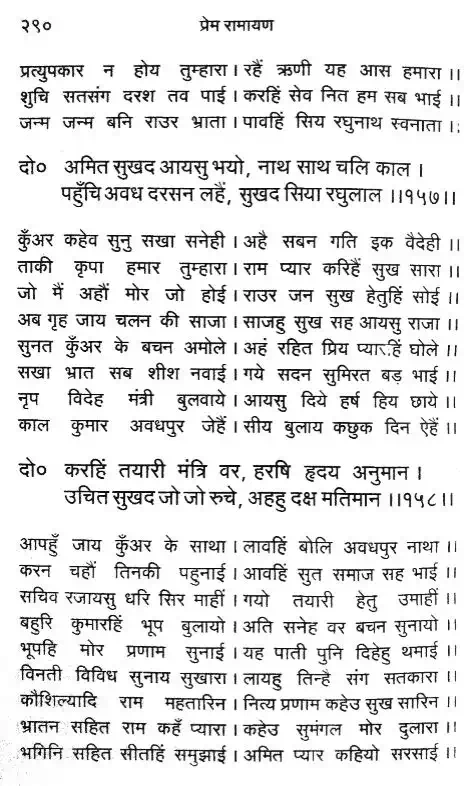 २९०
प्रेम रामायण
प्रत्युपकार न होय तुम्हारा। रहैं ऋणी यह आस हमारा ।।
शुचि सतसंग दरश तव पाई। करहिं सेव नित हम सब भाई ।।
जन्म जन्म बनि राउर भ्राता। पावहिं सिय रघुनाथ स्वनाता ।।
दो० अमित सुखद आयसु भयो, नाथ साथ चलि काल ।
पहुँचि अवध दरसन लहैं, सुखद सिया रघुलाल ।।१५७।।
कुँअर कहेव सुनु सखा सनेही। अहै सबन गति इक वैदेही ।।
ताकी कृपा हमार तुम्हारा। राम प्यार करिहैं सुख सारा ।।
जो मैं अहौं मोर जो होई। राउर जन सुख हेतुहिं सोई ।।
अब गृह जाय चलन की साजा। साजहु सुख सह आयसु राजा ।।
सुनत कुँअर के बचन अमोले। अहं रहित प्रिय प्यारहिं घोले ।।
सखा भ्रात सब शीश नवाई। गये सदन सुमिरत बड़ भाई ।।
नृप विदेह मंत्री बुलवाये। आयसु दिये हर्ष हिय छाये ।।
काल कुमार अवधपुर जेहैं। सीय बुलाय कछुक दिन ऐहैं ।।
दो० करहिं तयारी मंत्रि वर, हरषि हृदय अनुमान ।
उचित सुखद जो जो रुचे, अहहु दक्ष मतिमान ।।१५८।।
आपहुँ जाय कुँअर के साथा। लावहिं बोलि अवधपुर नाथा ।।
करन चहौं तिनकी पहुनाई। आवहिं सुत समाज सह भाई ।।
सचिव रजायसु धरि सिर माहीं। गयो तयारी हेतु उमाहीं ।।
बहुरि कुमारहिं भूप बुलायो। अति सनेह वर बचन सुनायो ।।
भूपहि मोर प्रणाम सुनाई। यह पाती पुनि दिहेहु थमाई ।।
विनती विविध सुनाय सुखारा। लायहु तिन्है संग सतकारा ।।
कौशिल्यादि राम महतारिन। नित्य प्रणाम कहेउ सुख सारिन ।।
भ्रातन सहित राम कहँ प्यारा। कहेउ सुमंगल मोर दुलारा ।।
भगिनि सहित सीतहिं समुझाई। अमित प्यार कहियो सरसाई ।।